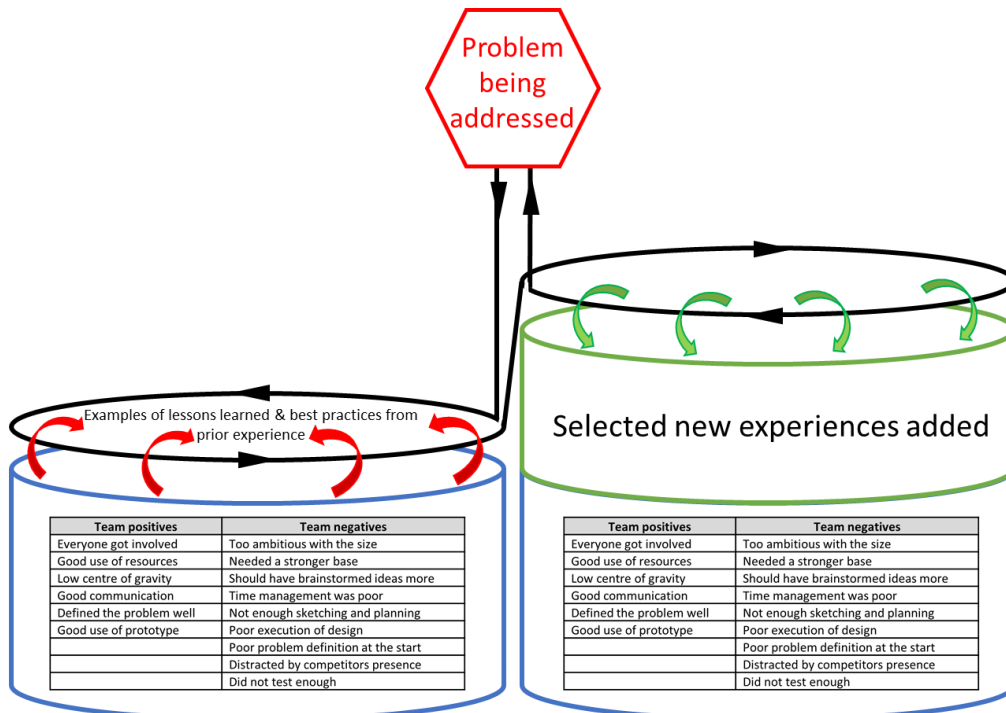 Problem
being
addressed
Examples of lessons learned & best practices from
prior experience
Team positives Team negatives
Everyone got involved Too ambitious with the size
Good use of resources Needed a stronger base
Low centre of gravity Should have brainstormed ideas more
Good communication Time management was poor
Defined the problem well Not enough sketching and planning
Good use of prototype Poor execution of design
Poor problem definition at the start
Distracted by competitors presence
Did not test enough
Selected new experiences added
Team positives Team negatives
Everyone got involved Too ambitious with the size
Good use of resources Needed a stronger base
Low centre of gravity Should have brainstormed ideas more
Good communication Time management was poor
Defined the problem well Not enough sketching and planning
Good use of prototype Poor execution of design
Poor problem definition at the start
Distracted by competitors presence
Did not test enough